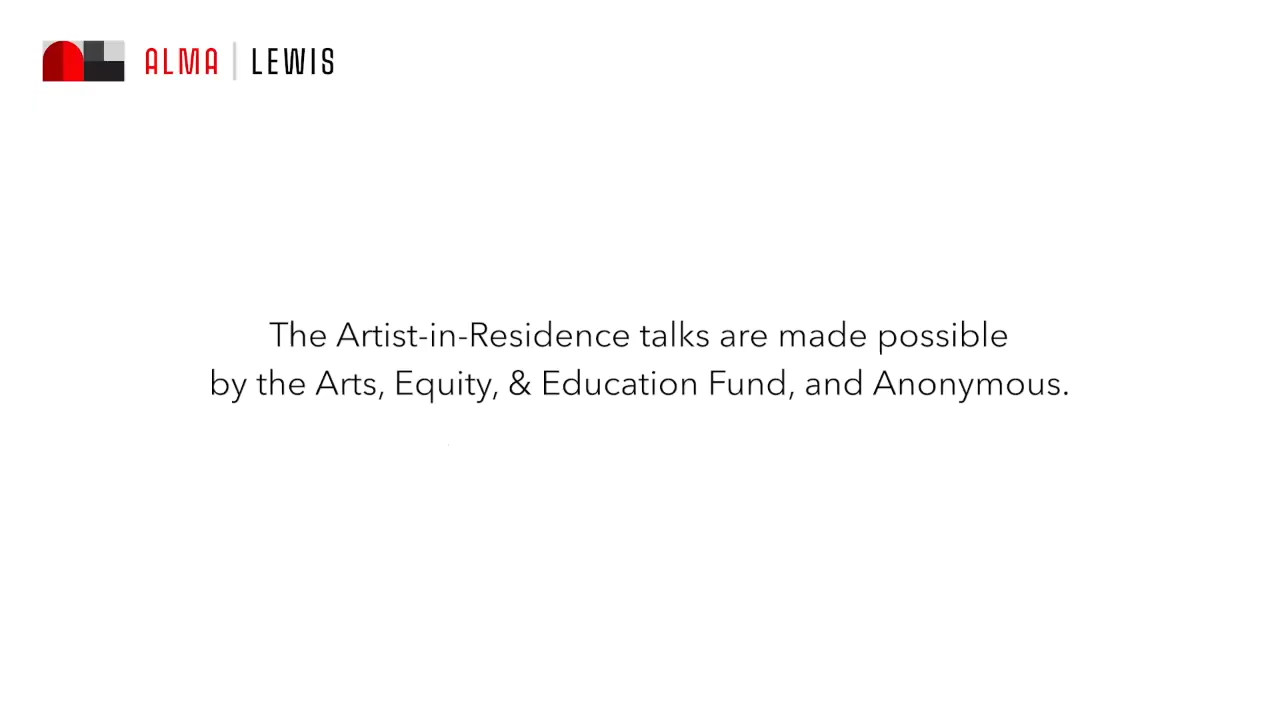 ALMA | LEWIS
The Artist-in-Residence talks are made possible
by the Arts, Equity, & Education Fund, and Anonymous.